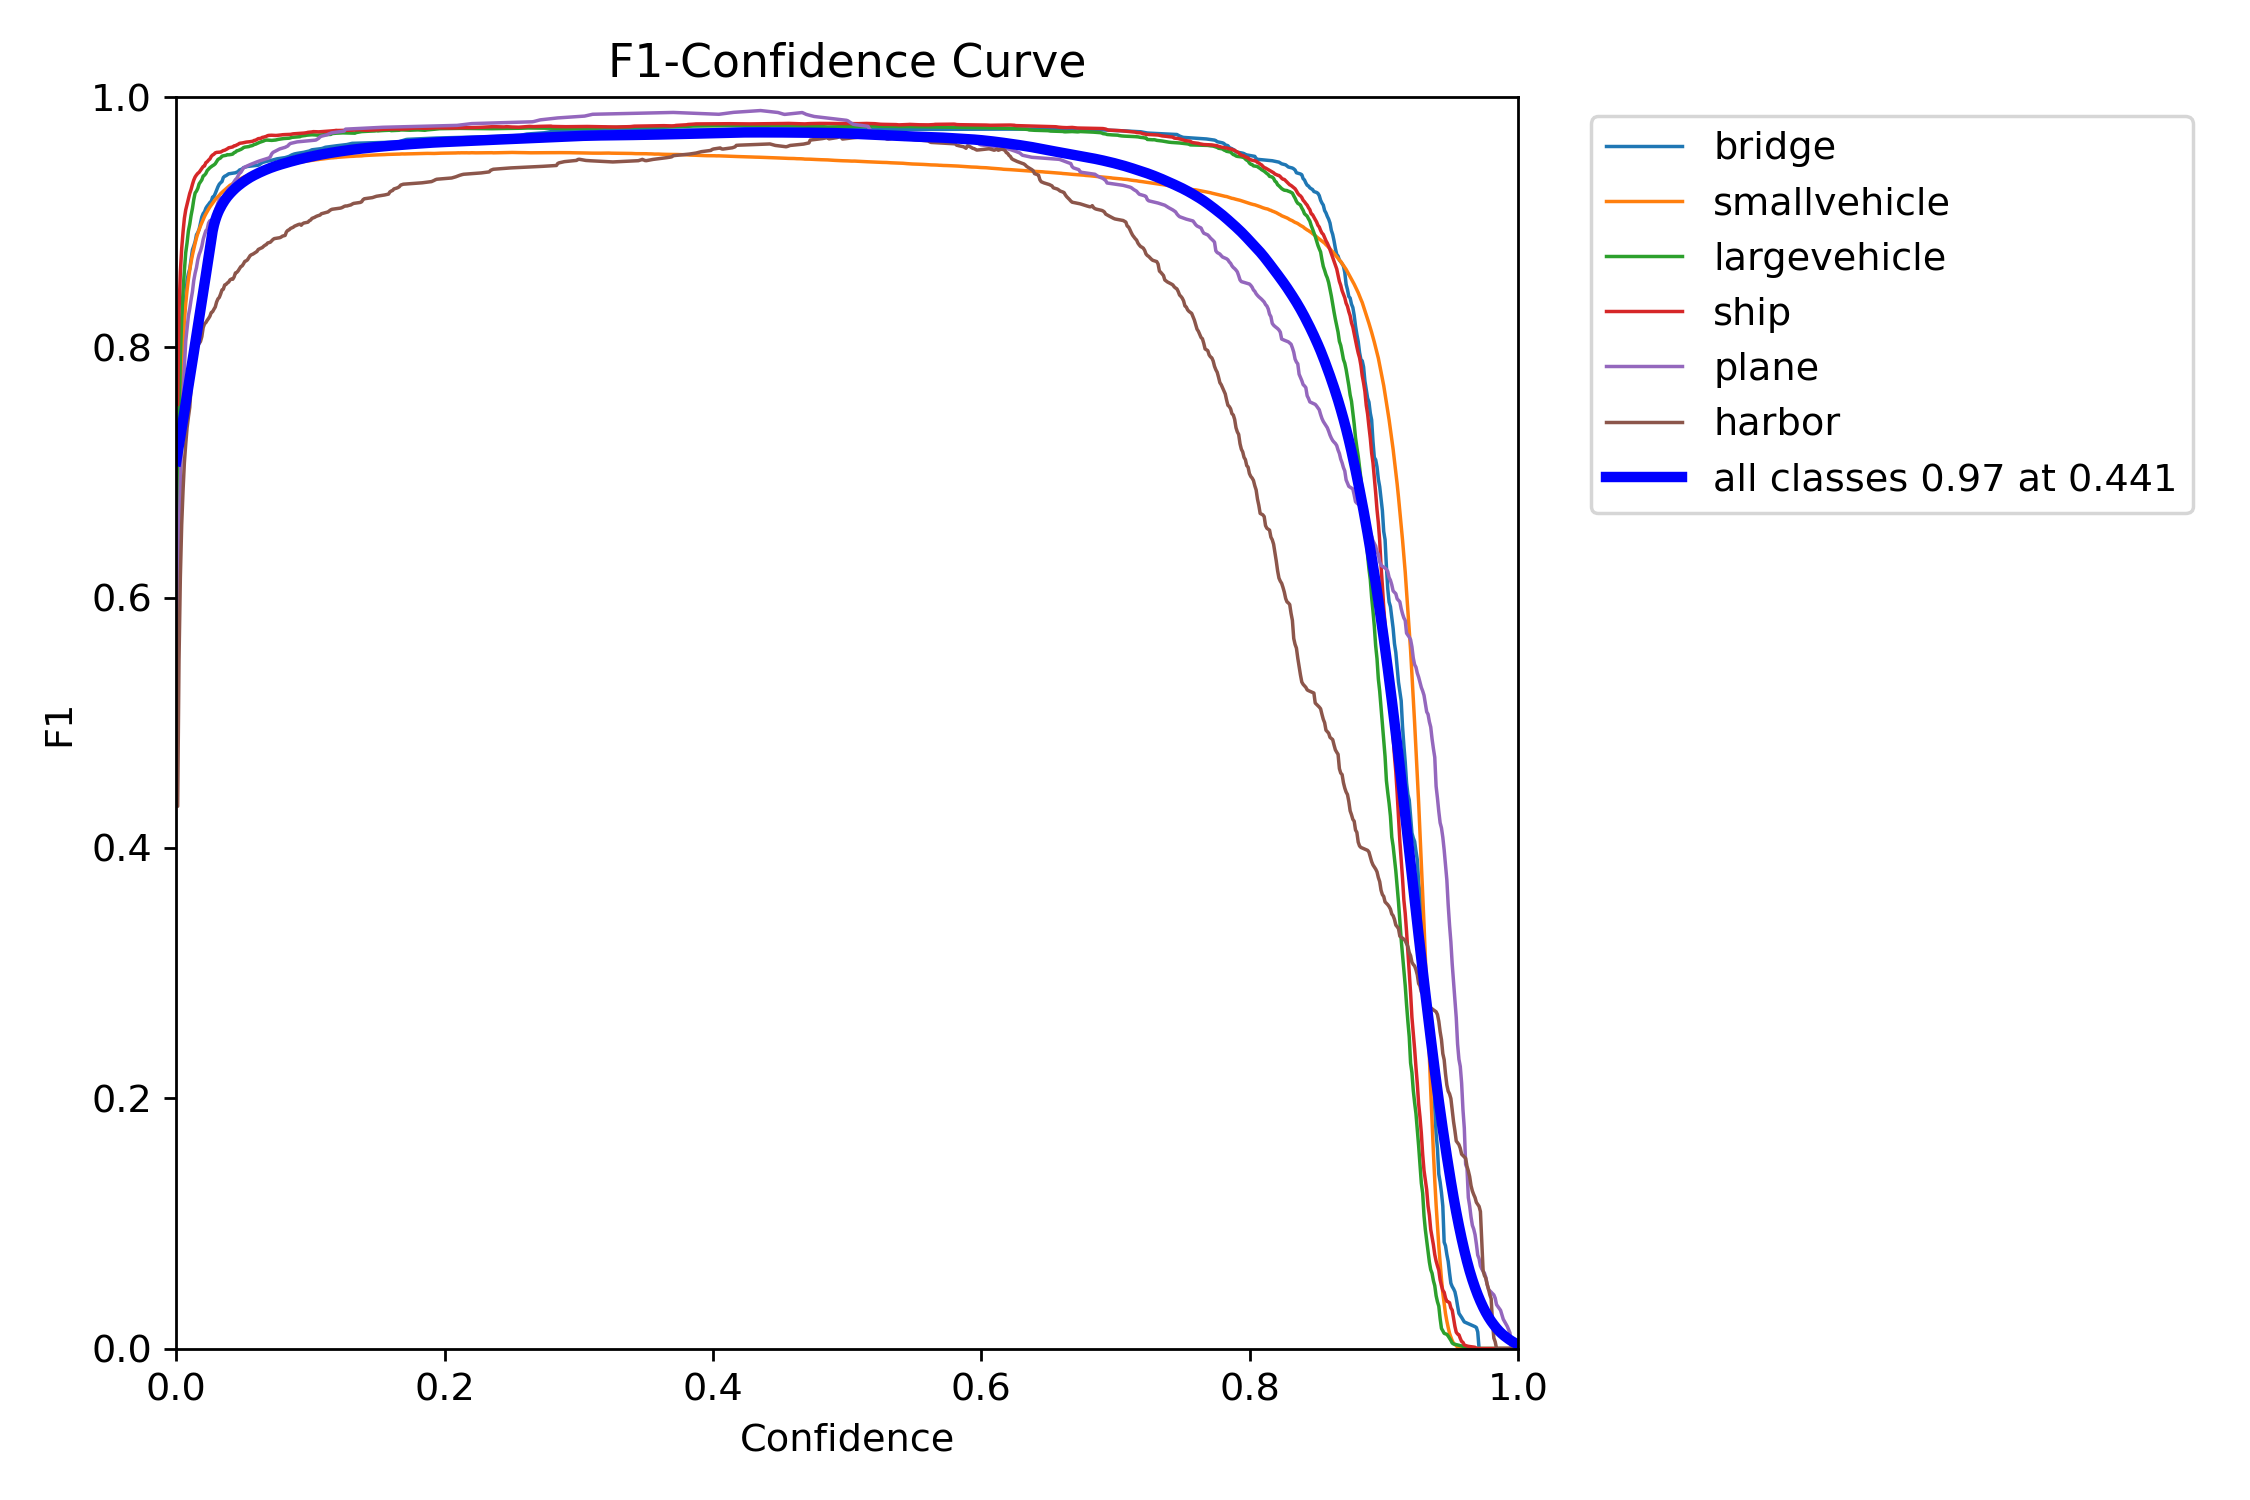 F1-Confidence Curve
1.0
0.8
0.6
0.4
0.2
0.0
F1
0.0 0.2 0.4 0.6 0.8 1.0
Confidence
bridge
smallvehicle
largevehicle
ship
plane
harbor
all classes 0.97 at 0.441